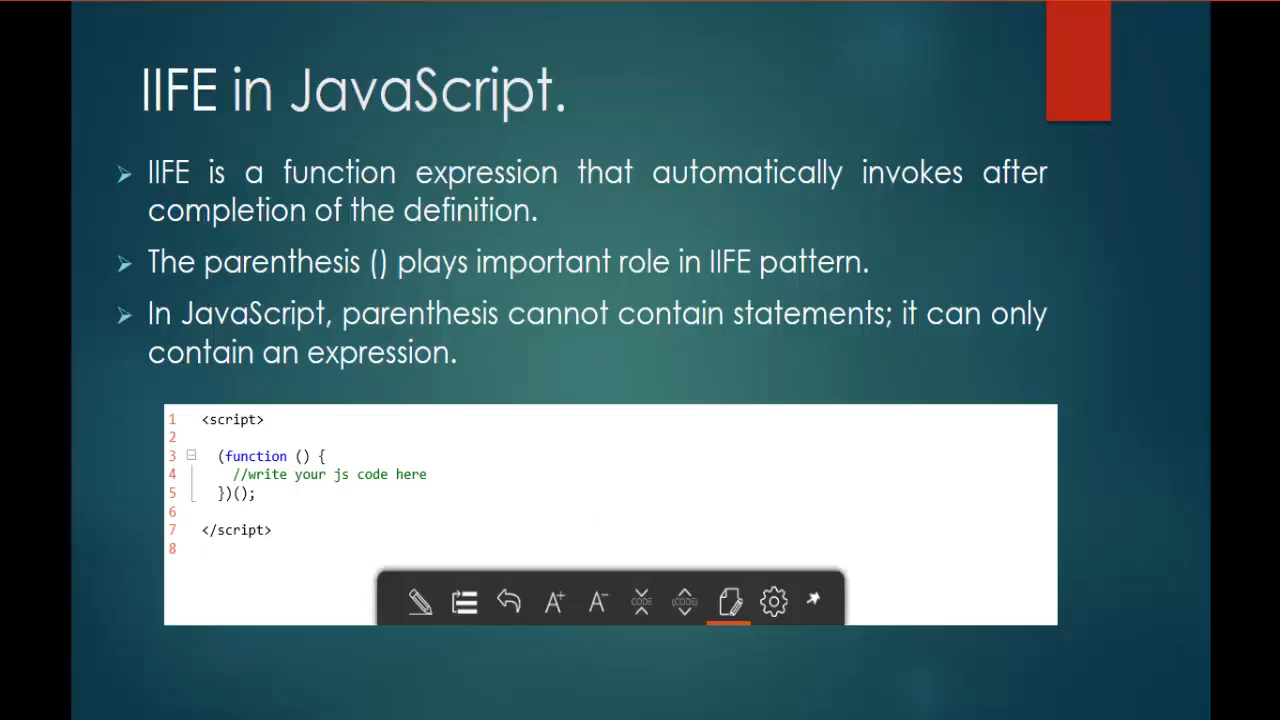 IIFE in JavaScript.
IIFE is a function expression that automatically invokes after
completion of the definition.
The parenthesis () plays important role in IIFE pattern.
In JavaScript, parenthesis cannot contain statements; it can only
contain an expression.
1 <script>
2
3 (function () {
4 //write your js code here
5 })();
6
7 </script>
8
A+ A- CODE (CODE)